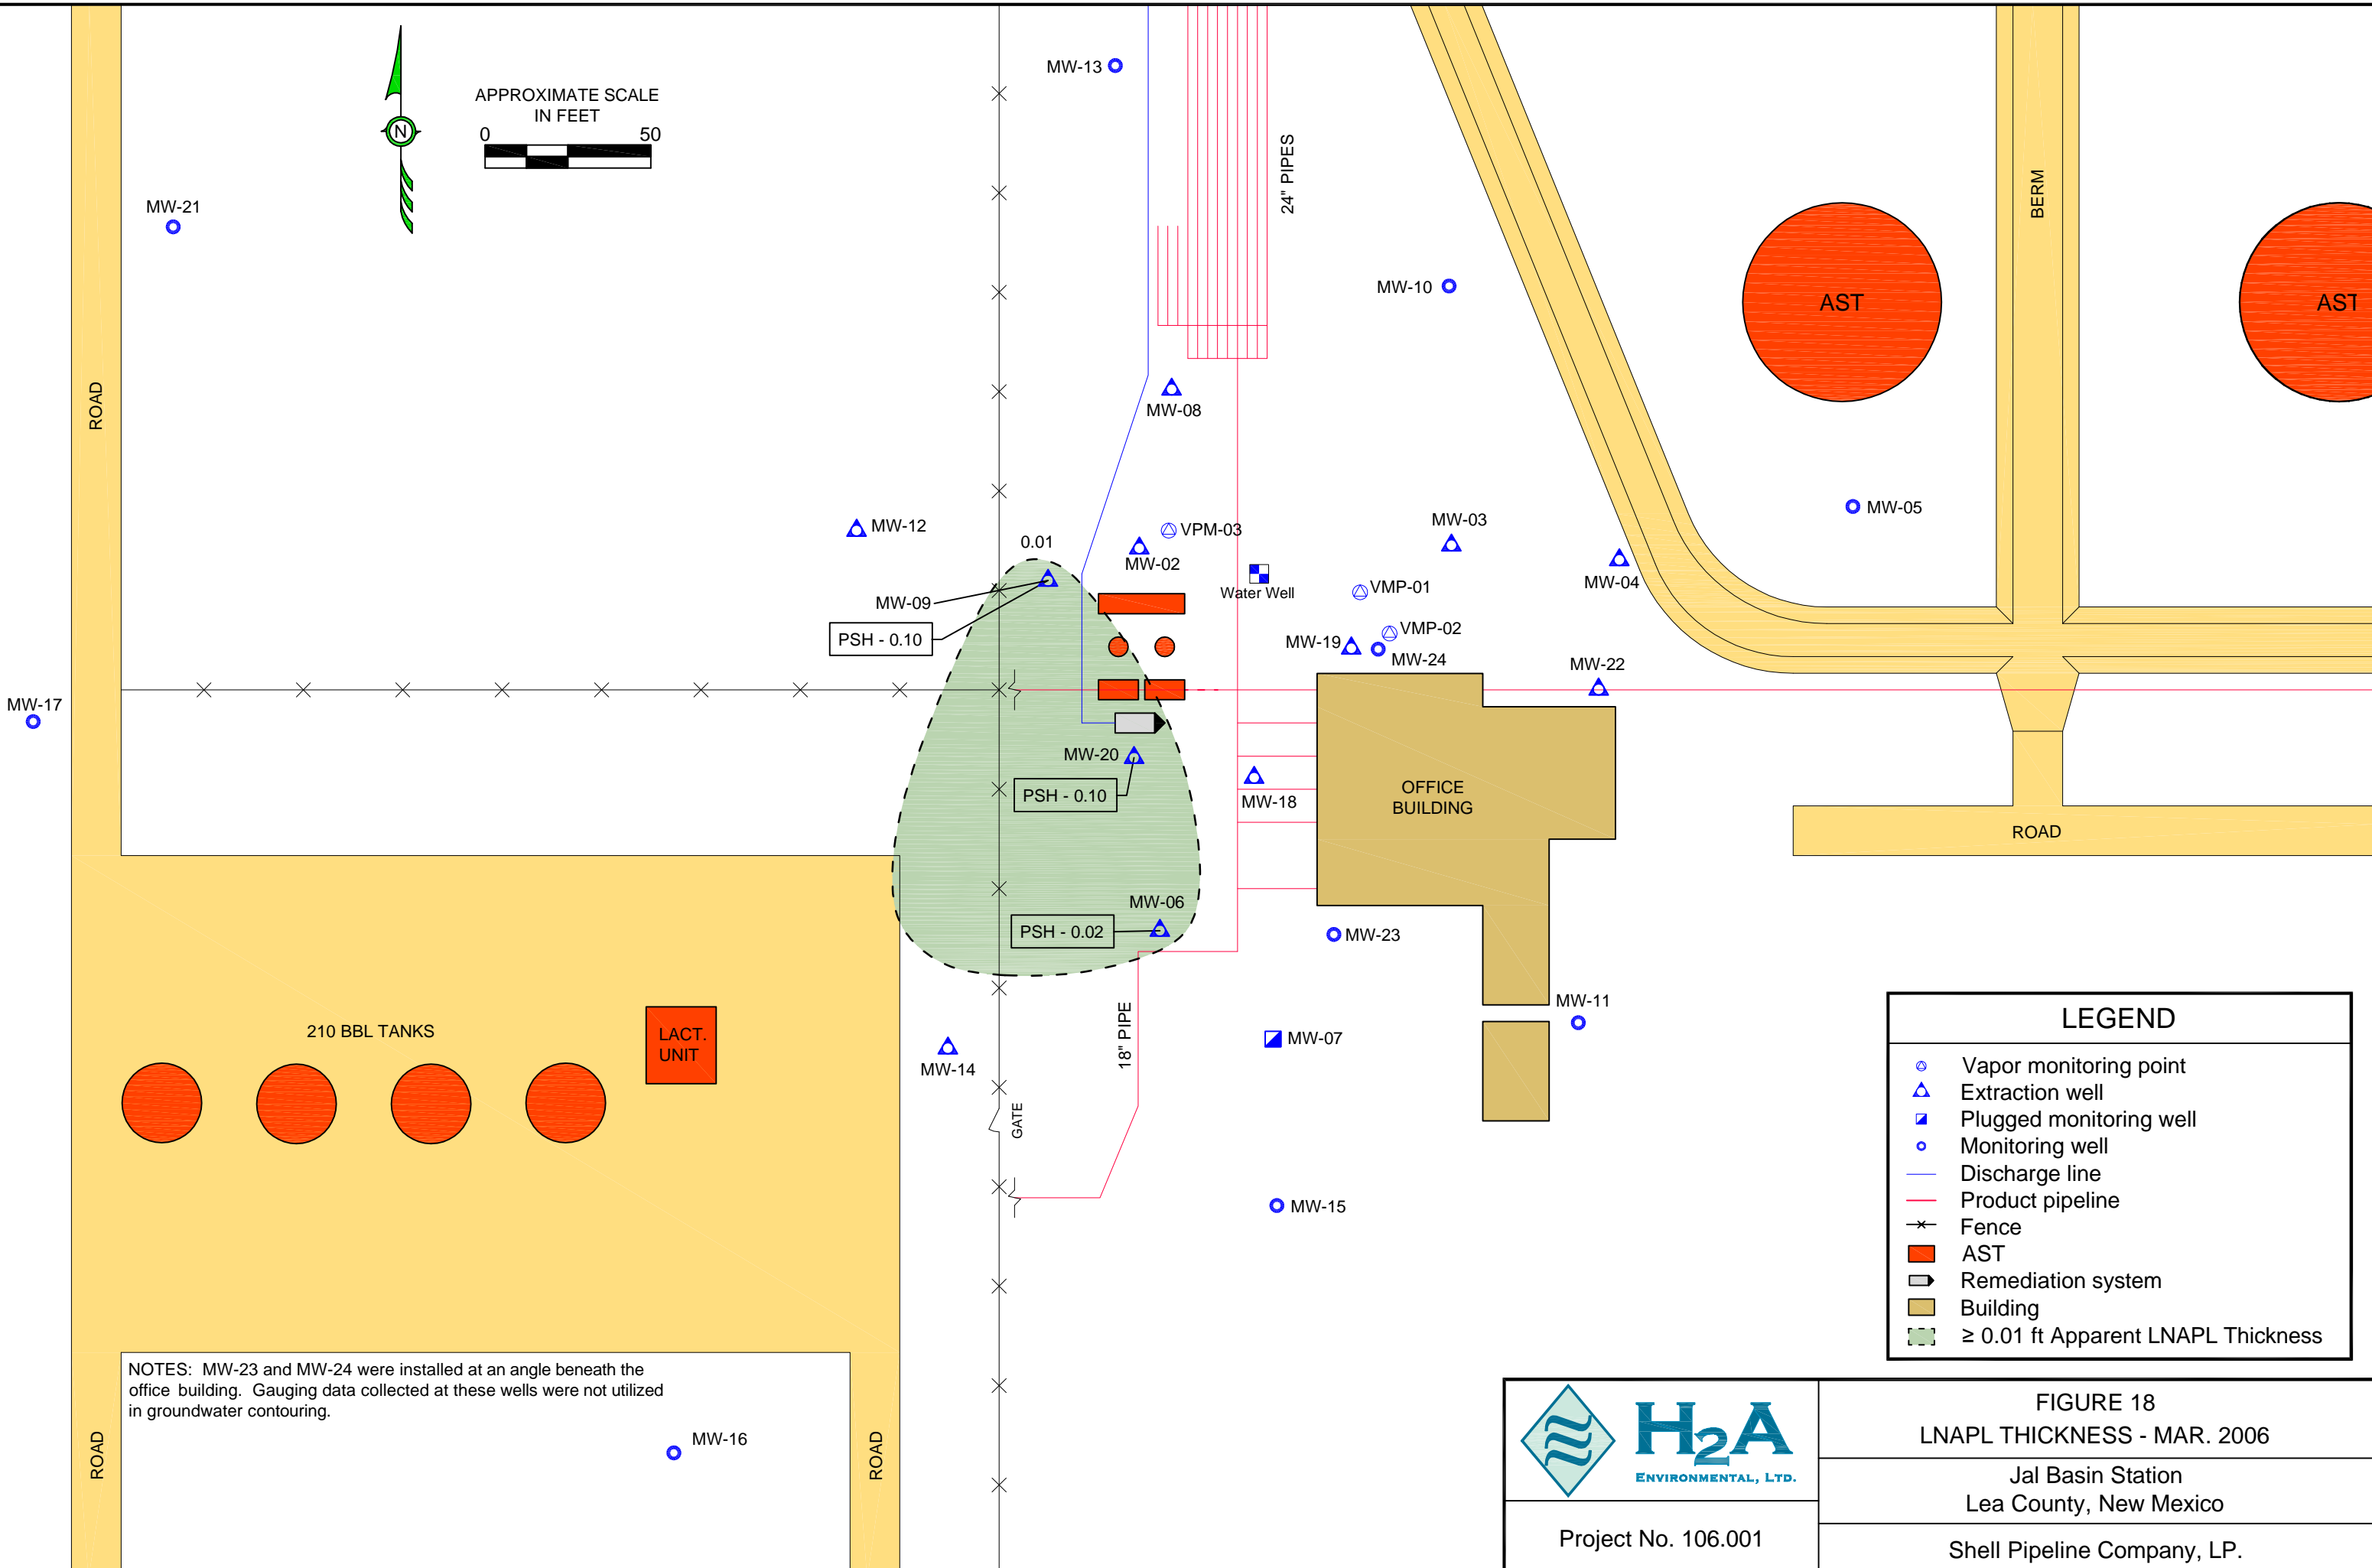 APPROXIMATE SCALE
IN FEET
0 50
N
MW-13
24" PIPES
BERM
MW-21
AST
AST
MW-10
ROAD
MW-08
MW-12
VPM-03
MW-02
MW-03
MW-05
MW-04
0.01
Water Well
VMP-01
MW-09
PSH - 0.10
VMP-02
MW-19
MW-24
MW-22
MW-17
MW-20
PSH - 0.10
MW-18
OFFICE
BUILDING
ROAD
MW-06
PSH - 0.02
MW-23
MW-11
210 BBL TANKS
LACT.
UNIT
MW-14
18" PIPE
MW-07
GATE
MW-15
LEGEND
Vapor monitoring point
Extraction well
Plugged monitoring well
Monitoring well
Discharge line
Product pipeline
Fence
AST
Remediation system
Building
≥ 0.01 ft Apparent LNAPL Thickness
NOTES: MW-23 and MW-24 were installed at an angle beneath the
office building. Gauging data collected at these wells were not utilized
in groundwater contouring.
ROAD
MW-16
ROAD
H2A
ENVIRONMENTAL, LTD.
Project No. 106.001
FIGURE 18
LNAPL THICKNESS - MAR. 2006
Jal Basin Station
Lea County, New Mexico
Shell Pipeline Company, LP.